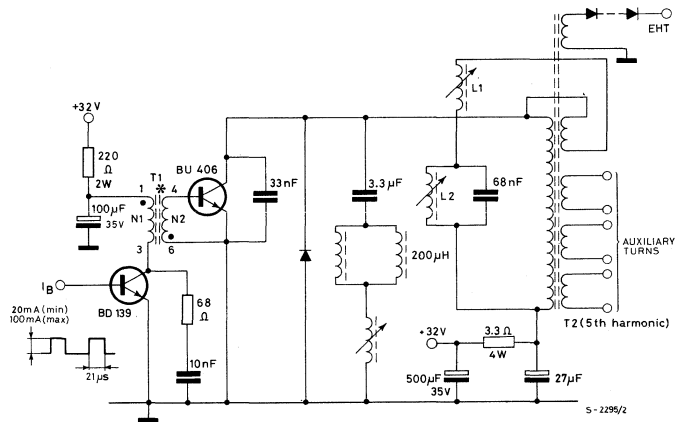 EHT
L1
+32V
220
Ω
2W
T1
*
BU 406
1
4
N1
N2
3
6
100μF
35V
33nF
3.3μF
L2
68nF
200μH
AUXILIARY
TURNS
T2(5th harmonic)
IB
20mA(min)
100mA(max)
BD 139
68
Ω
10nF
21μs
+32V
3.3Ω
4W
500μF
35V
27μF
S-2295/2